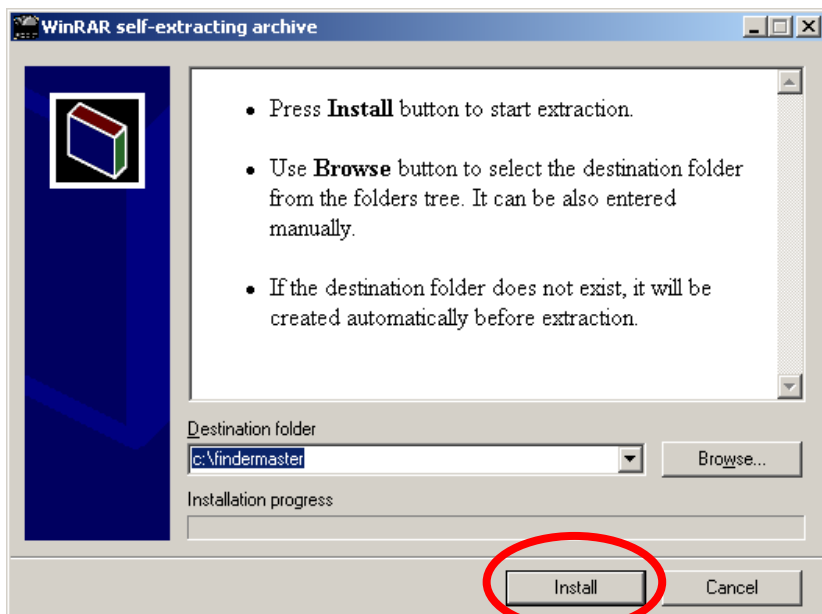 WinRAR self-extracting archive
• Press Install button to start extraction.
• Use Browse button to select the destination folder
from the folders tree. It can be also entered
manually.
• If the destination folder does not exist, it will be
created automatically before extraction.
Destination folder
c:\findermaster
Browse...
Installation progress
Install
Cancel